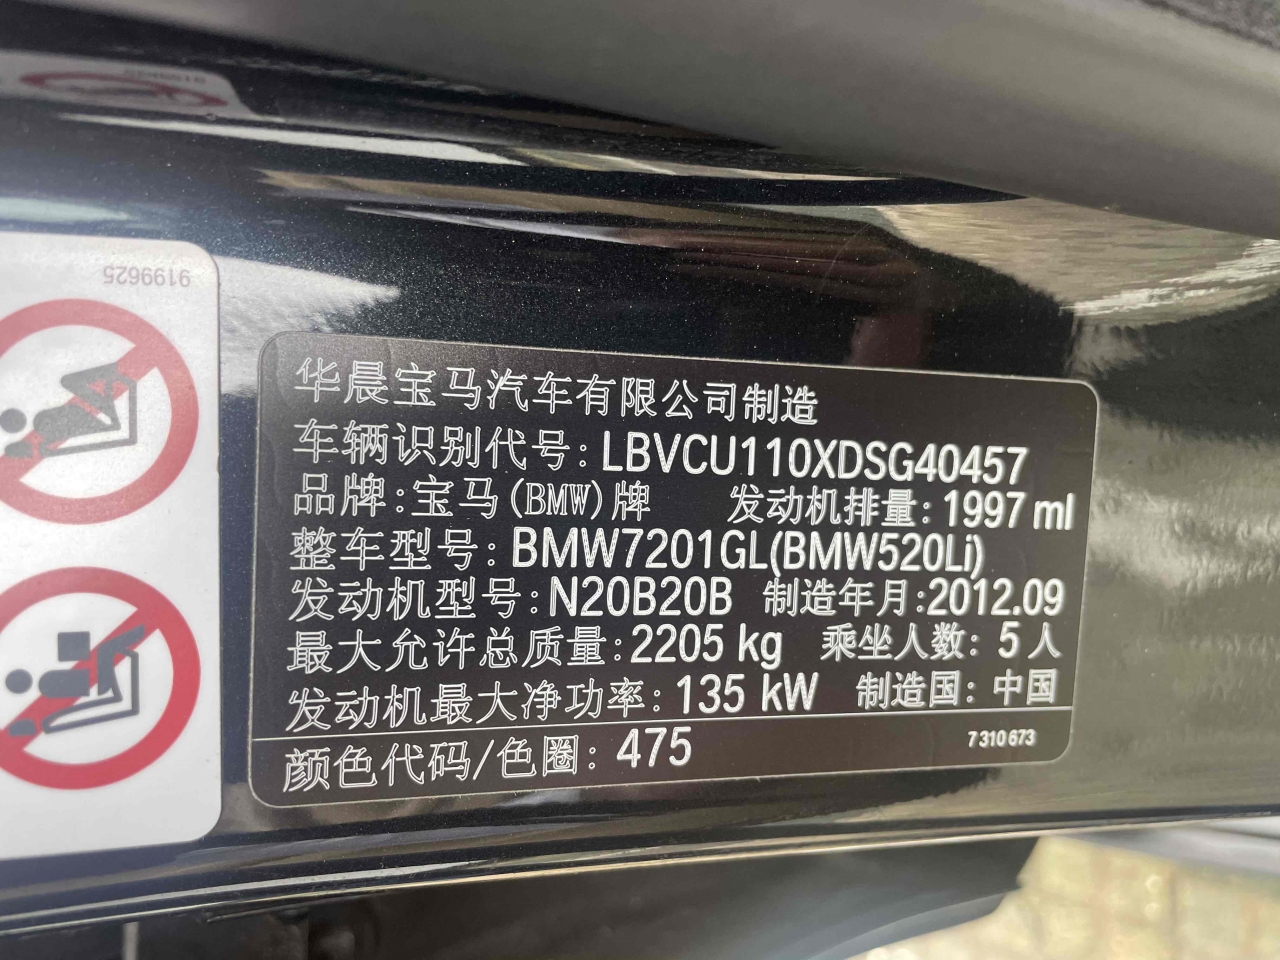 9199625
华晨宝马汽车有限公司制造
车辆识别代号: LBVCU110XDSG40457
品牌: 宝马(BMW)牌 发动机排量: 1997 ml
整车型号: BMW7201GL(BMW520Li)
发动机型号: N20B20B 制造年月: 2012.09
最大允许总质量: 2205 kg 乘坐人数: 5 人
发动机最大净功率: 135 kW 制造国: 中国
颜色代码/色圈: 475 7 310 673